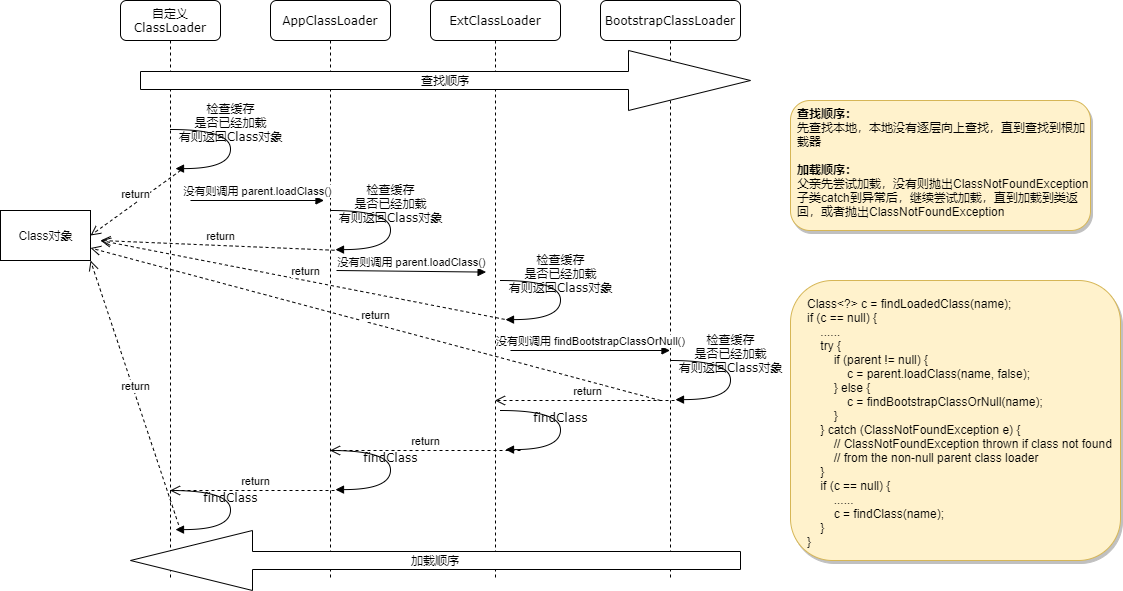 自定义
ClassLoader
AppClassLoader
ExtClassLoader
BootstrapClassLoader
查找顺序
检查缓存
是否已经加载
有则返回Class对象
return
没有则调用 parent.loadClass()
检查缓存
是否已经加载
有则返回Class对象
Class对象
return
没有则调用 parent.loadClass()
return
检查缓存
是否已经加载
有则返回Class对象
return
没有则调用 findBootstrapClassOrNull()
检查缓存
是否已经加载
有则返回Class对象
return
return
findClass
return
findClass
return
findClass
加载顺序
查找顺序：
先查找本地，本地没有逐层向上查找，直到查找到根加
载器
加载顺序：
父亲先尝试加载，没有则抛出ClassNotFoundException
子类catch到异常后，继续尝试加载，直到加载到类返
回，或者抛出ClassNotFoundException
Class<?> c = findLoadedClass(name);
if (c == null) {
......
try {
if (parent != null) {
c = parent.loadClass(name, false);
} else {
c = findBootstrapClassOrNull(name);
}
} catch (ClassNotFoundException e) {
// ClassNotFoundException thrown if class not found
// from the non-null parent class loader
}
if (c == null) {
......
c = findClass(name);
}
}